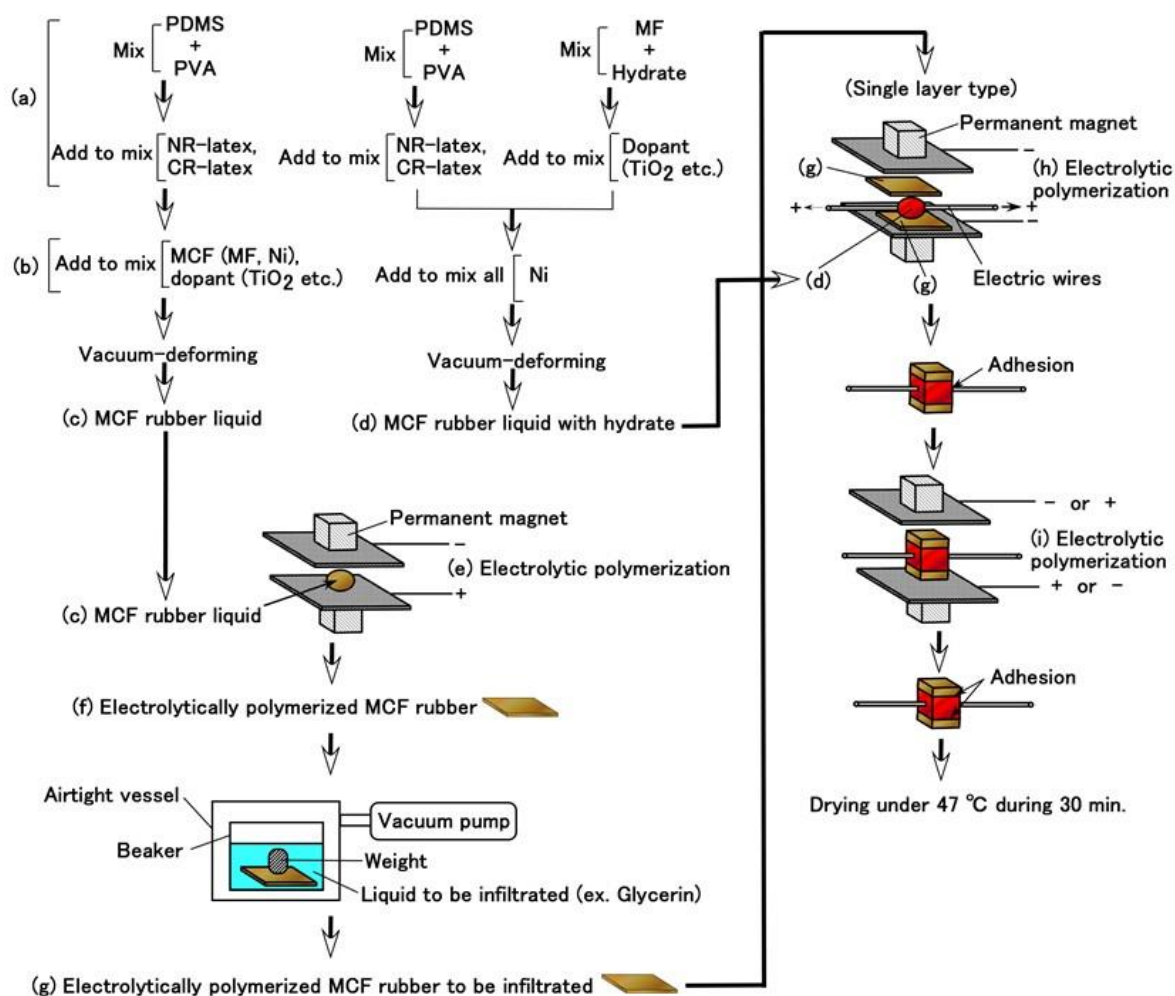 (a)
Mix
PDMS
+
PVA
Add to mix
NR-latex,
CR-latex
(b)
Add to mix
MCF (MF, Ni),
dopant (TiO2 etc.)
Vacuum-deforming
(c) MCF rubber liquid
Mix
PDMS
+
PVA
Add to mix
NR-latex,
CR-latex
Mix
MF
+
Hydrate
Add to mix
Dopant
(TiO2 etc.)
Add to mix all
Ni
Vacuum-deforming
(d) MCF rubber liquid with hydrate
Permanent magnet
−
(e) Electrolytic polymerization
+
(c) MCF rubber liquid
(f) Electrolytically polymerized MCF rubber
Airtight vessel
Beaker
Vacuum pump
Weight
Liquid to be infiltrated (ex. Glycerin)
(g) Electrolytically polymerized MCF rubber to be infiltrated
(Single layer type)
Permanent magnet
−
(g)
(h) Electrolytic
polymerization
+
+
−
(d)
(g)
Electric wires
Adhesion
− or +
(i) Electrolytic
polymerization
+ or −
Adhesion
Drying under 47 °C during 30 min.